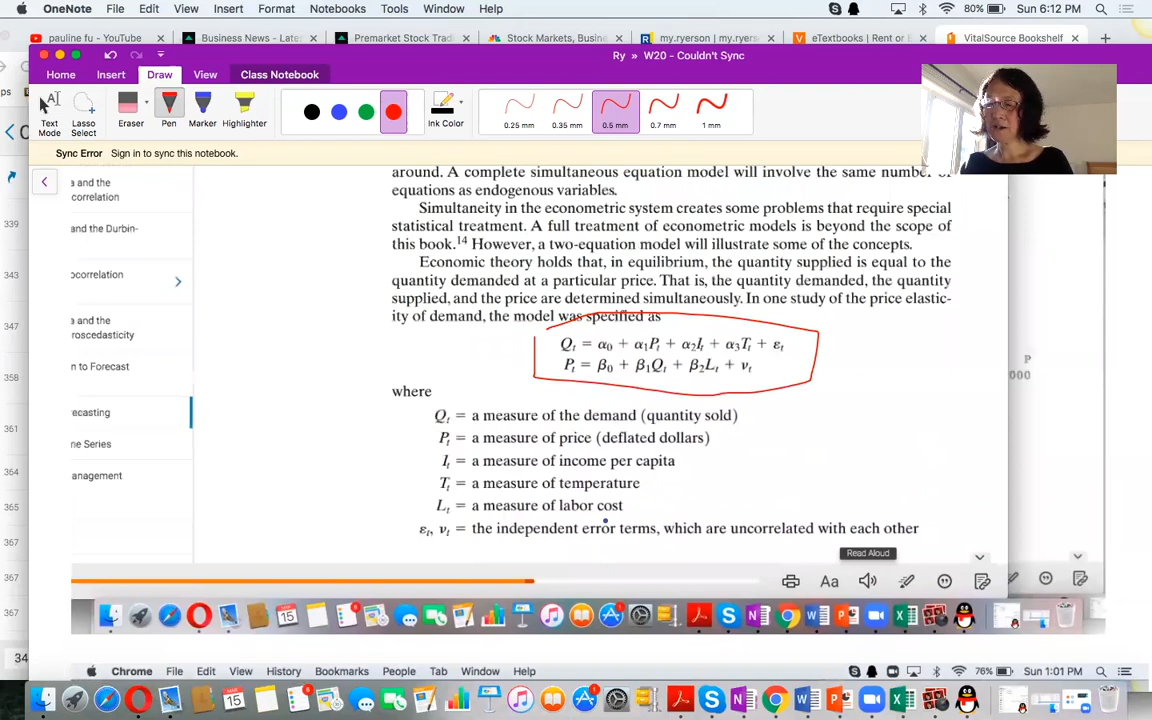 OneNote File Edit View Insert Format Notebooks Tools Window Help 80% Sun 6:12 PM
pauline fu - YouTube Business News - Late Premarket Stock Trad Stock Markets, Busine my.ryerson | my.ryers eTextbooks | Rent or VitalSource Bookshelf
Ry » W20 - Couldn't Sync
Home Insert Draw View Class Notebook
Text Mode Lasso Select Eraser Pen Marker Highlighter Ink Color 0.25 mm 0.35 mm 0.5 mm 0.7 mm 1 mm
Sync Error Sign in to sync this notebook.
around. A complete simultaneous equation model will involve the same number of
equations as endogenous variables.
Simultaneity in the econometric system creates some problems that require special
statistical treatment. A full treatment of econometric models is beyond the scope of
this book.14 However, a two-equation model will illustrate some of the concepts.
Economic theory holds that, in equilibrium, the quantity supplied is equal to the
quantity demanded at a particular price. That is, the quantity demanded, the quantity
supplied, and the price are determined simultaneously. In one study of the price elastic-
ity of demand, the model was specified as
Qt = α0 + α1Pt + α2It + α3Tt + εt
Pt = β0 + β1Qt + β2Lt + νt
where
Qt = a measure of the demand (quantity sold)
Pt = a measure of price (deflated dollars)
It = a measure of income per capita
Tt = a measure of temperature
Lt = a measure of labor cost
εt, νt = the independent error terms, which are uncorrelated with each other
Read Aloud
a and the
correlation
and the Durbin-
ocorrelation
a and the
roscedasticity
n to Forecast
ecasting
ne Series
anagement
339
343
347
361
364
365
367
367
34
P
000
Aa
Chrome File Edit View History Bookmarks People Tab Window Help 76% Sun 1:01 PM